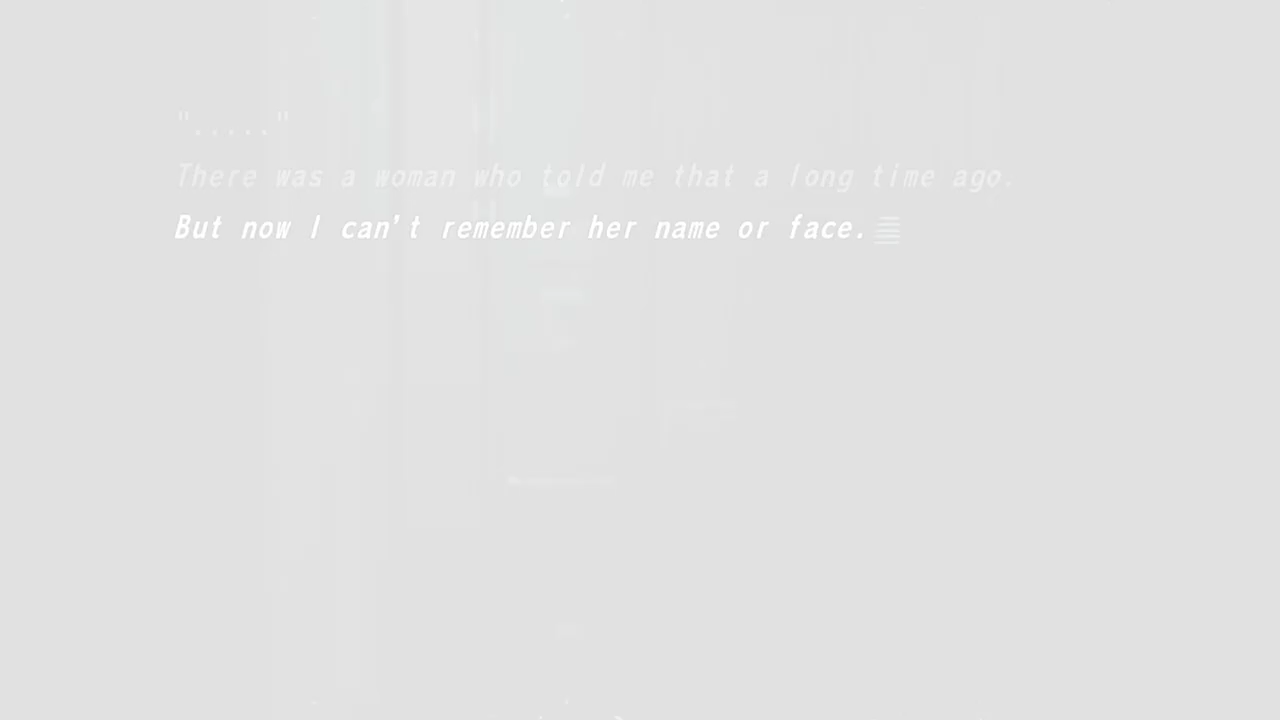 "....."
There was a woman who told me that a long time ago.
But now I can't remember her name or face.